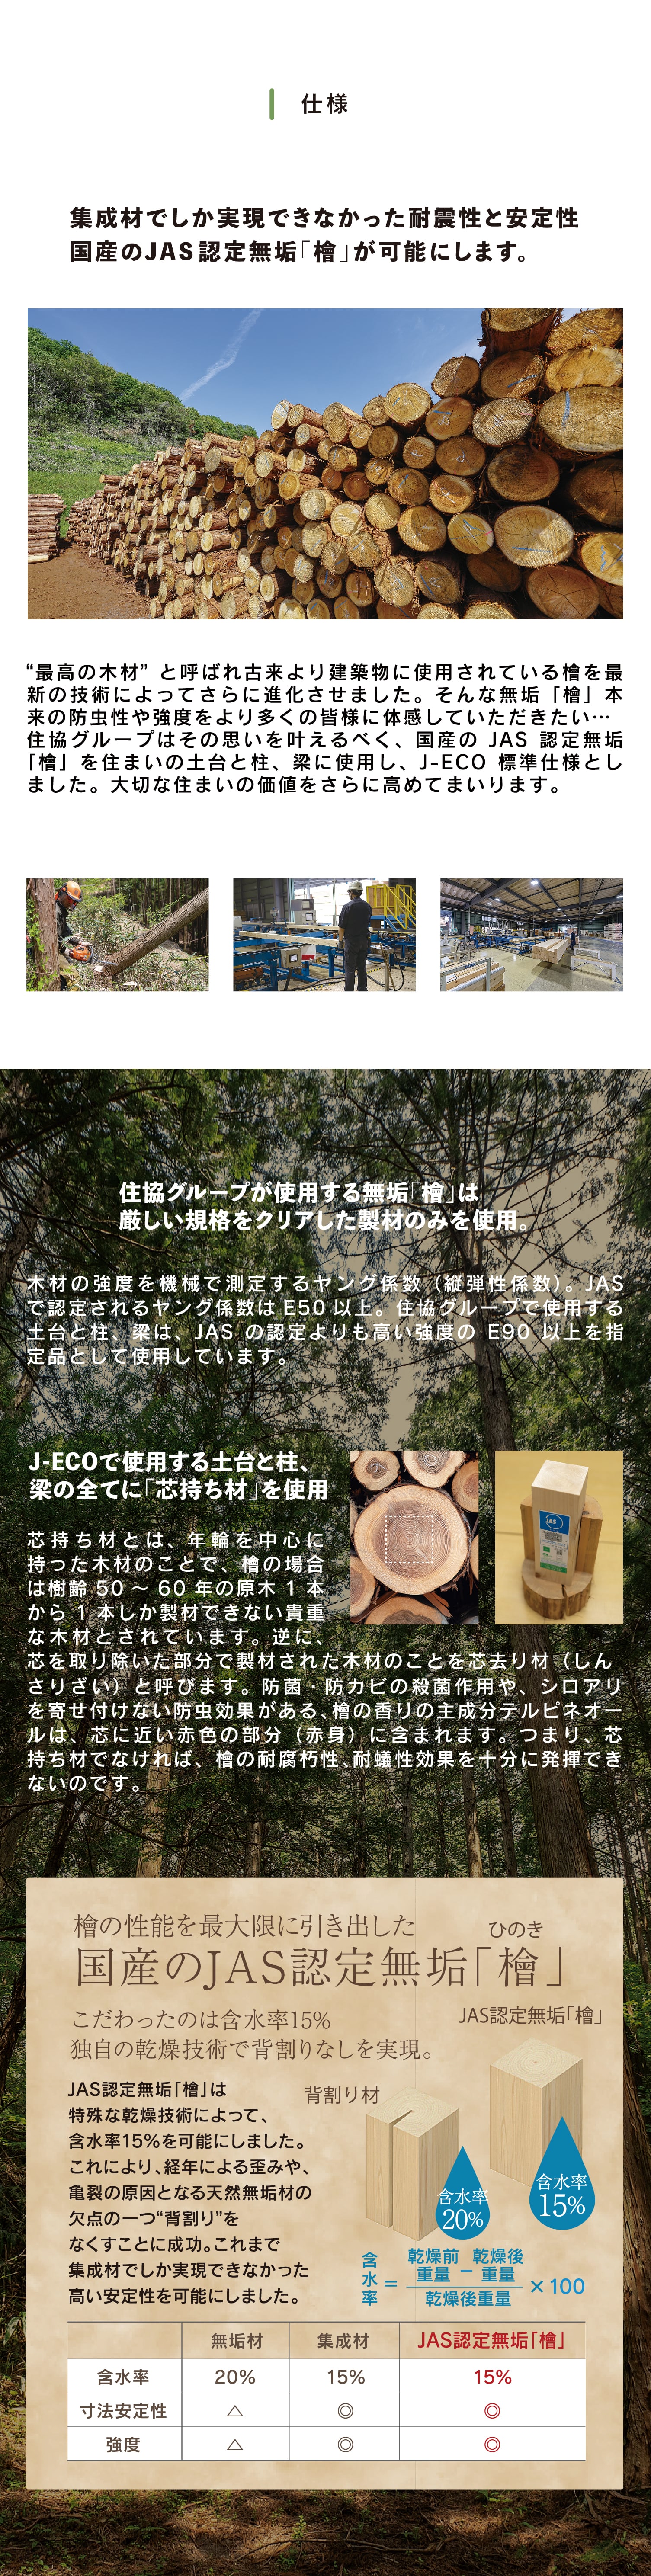 仕様
集成材でしか実現できなかった耐震性と安定性
国産のJAS認定無垢「檜」が可能にします。
“最高の木材” と呼ばれ古来より建築物に使用されている檜を最
新の技術によってさらに進化させました。そんな無垢「檜」本
来の防虫性や強度をより多くの皆様に体感していただきたい…
住協グループはその思いを叶えるべく、国産の JAS 認定無垢
「檜」を住まいの土台と柱、梁に使用し、J-ECO 標準仕様とし
ました。大切な住まいの価値をさらに高めてまいります。
住協グループが使用する無垢「檜」は
厳しい規格をクリアした製材のみを使用。
木材の強度を機械で測定するヤング係数（縦弾性係数）。JAS
で認定されるヤング係数は E50 以上。住協グループで使用する
土台と柱、梁は、JAS の認定よりも高い強度の E90 以上を指
定品として使用しています。
J-ECOで使用する土台と柱、
梁の全てに「芯持ち材」を使用
芯持ち材とは、年輪を中心に
持った木材のことで、檜の場合
は樹齢 50 ～ 60 年の原木 1 本
から 1 本しか製材できない貴重
な木材とされています。逆に、
芯を取り除いた部分で製材された木材のことを芯去り材（しん
さりざい）と呼びます。防菌・防カビの殺菌作用や、シロアリ
を寄せ付けない防虫効果がある、檜の香りの主成分テルピネオー
ルは、芯に近い赤色の部分（赤身）に含まれます。つまり、芯
持ち材でなければ、檜の耐腐朽性、耐蟻性効果を十分に発揮でき
ないのです。
JAS
檜の性能を最大限に引き出した
ひのき
国産のJAS認定無垢「檜」
こだわったのは含水率15%
独自の乾燥技術で背割りなしを実現。
JAS認定無垢「檜」
JAS認定無垢「檜」は
特殊な乾燥技術によって、
含水率15%を可能にしました。
これにより、経年による歪みや、
亀裂の原因となる天然無垢材の
欠点の一つ“背割り”を
なくすことに成功。これまで
集成材でしか実現できなかった
高い安定性を可能にしました。
背割り材
含水率
20%
含水率
15%
含水率 = 乾燥前重量 − 乾燥後重量
乾燥後重量
×100
無垢材 集成材 JAS認定無垢「檜」
含水率 20% 15% 15%
寸法安定性 △ ◎ ◎
強度 △ ◎ ◎